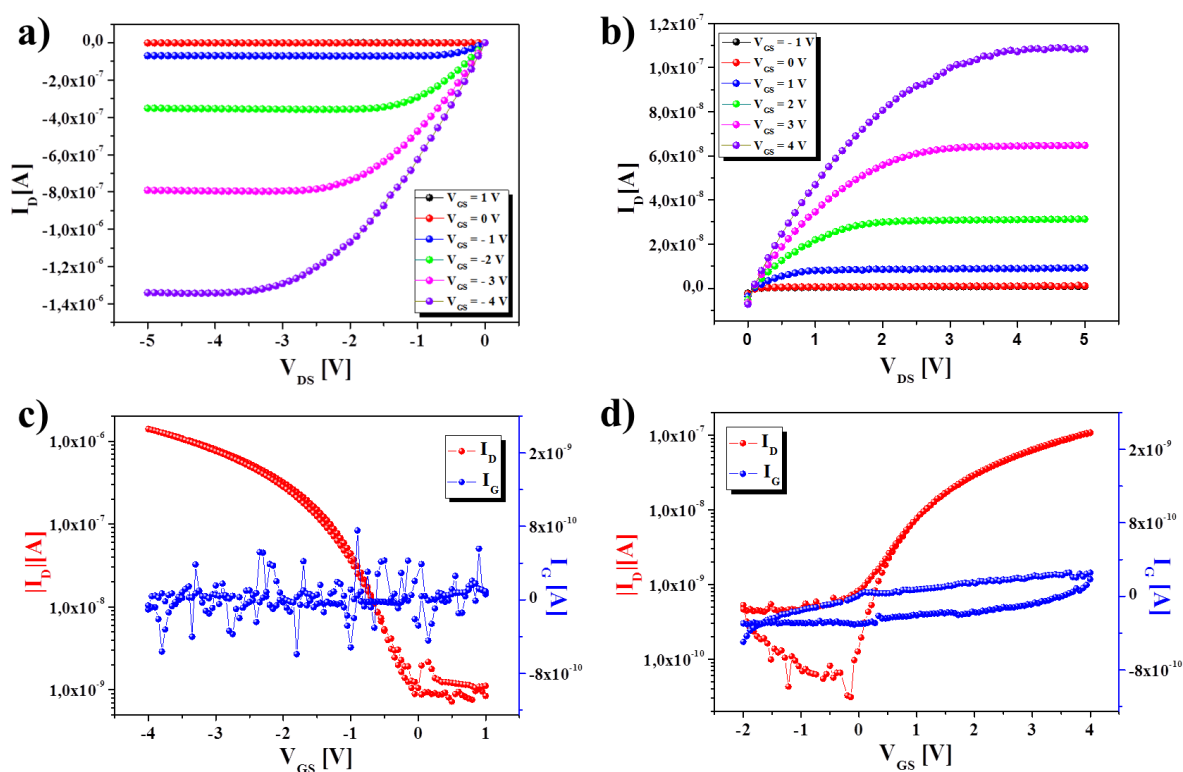 a)
0,0
-2,0x10⁻⁷
-4,0x10⁻⁷
-6,0x10⁻⁷
-8,0x10⁻⁷
-1,0x10⁻⁶
-1,2x10⁻⁶
-1,4x10⁻⁶
I_D[A]
V_GS = 1 V
V_GS = 0 V
V_GS = - 1 V
V_GS = -2 V
V_GS = - 3 V
V_GS = - 4 V
-5 -4 -3 -2 -1 0
V_DS [V]
b)
1,2x10⁻⁷
1,0x10⁻⁷
8,0x10⁻⁸
6,0x10⁻⁸
4,0x10⁻⁸
2,0x10⁻⁸
0,0
I_D[A]
V_GS = - 1 V
V_GS = 0 V
V_GS = 1 V
V_GS = 2 V
V_GS = 3 V
V_GS = 4 V
0 1 2 3 4 5
V_DS [V]
c)
1,0x10⁻⁶
1,0x10⁻⁷
1,0x10⁻⁸
1,0x10⁻⁹
|I_D|[A]
I_D
I_G
2x10⁻⁹
8x10⁻¹⁰
0
-8x10⁻¹⁰
I_G [A]
-4 -3 -2 -1 0 1
V_GS [V]
d)
1,0x10⁻⁷
1,0x10⁻⁸
1,0x10⁻⁹
1,0x10⁻¹⁰
|I_D|[A]
I_D
I_G
2x10⁻⁹
8x10⁻¹⁰
0
-8x10⁻¹⁰
I_G [A]
-2 -1 0 1 2 3 4
V_GS [V]